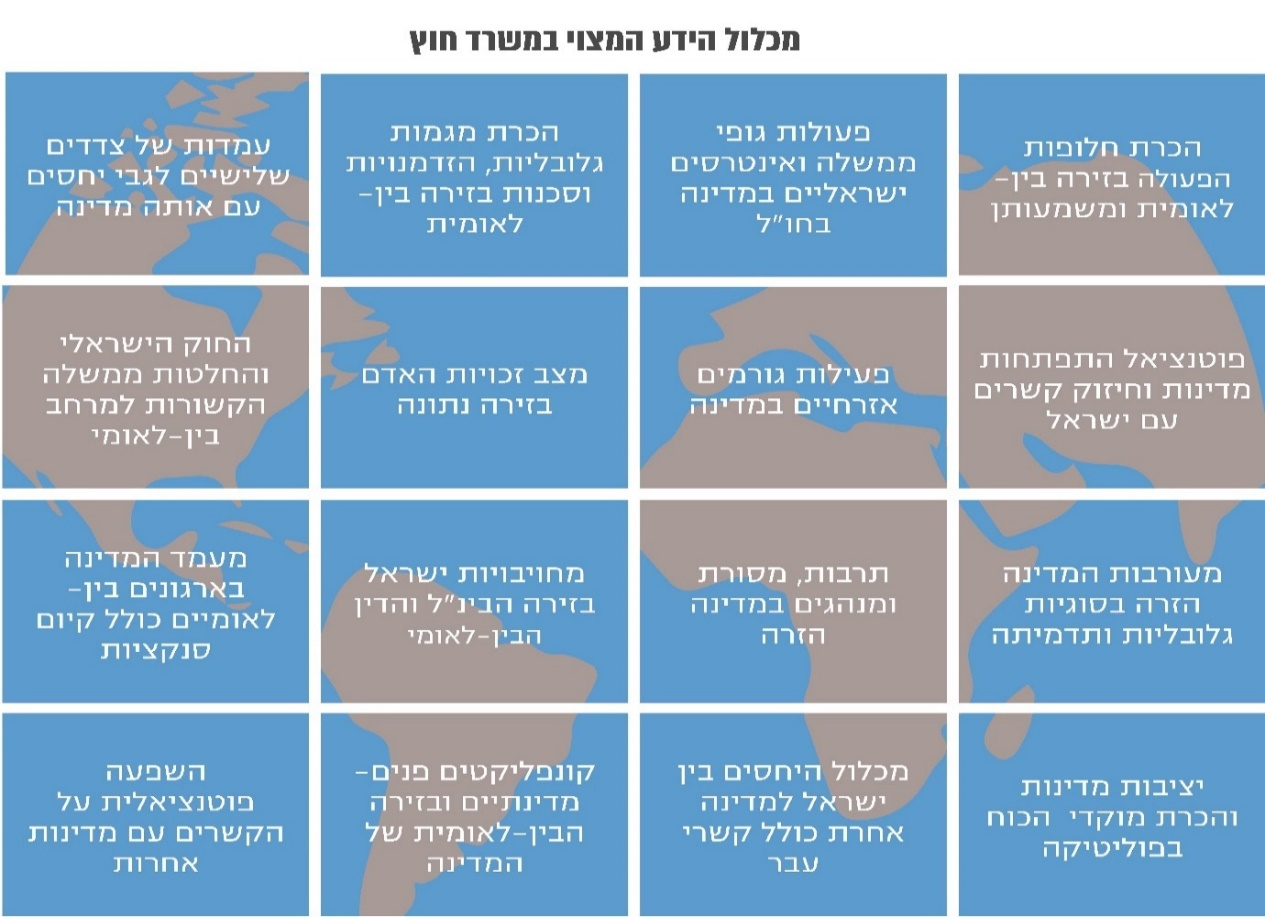 מכלול הידע המצוי במשרד חוץ
הכרת חלופות
הפעולה בזירה בין-
לאומית ומשמעותן
פעולות גופי
ממשלה ואינטרסים
ישראליים במדינה
בחו"ל
הכרת מגמות
גלובליות, הזדמנויות
וסכנות בזירה בין-
לאומית
עמדות של צדדים
שלישיים לגבי יחסים
עם אותה מדינה
פוטנציאל התפתחות
מדינות וחיזוק קשרים
עם ישראל
פעילות גורמים
אזרחיים במדינה
מצב זכויות האדם
בזירה נתונה
החוק הישראלי
והחלטות ממשלה
הקשורות למרחב
בין-לאומי
מעורבות המדינה
הזרה בסוגיות
גלובליות ותדמיתה
תרבות, מסורת
ומנהגים במדינה
הזרה
מחויבויות ישראל
בזירה הבינ"ל והדין
הבין-לאומי
מעמד המדינה
בארגונים בין-
לאומיים כולל קיום
סנקציות
יציבות מדינות
והכרת מוקדי הכוח
בפוליטיקה
מכלול היחסים בין
ישראל למדינה
אחרת כולל קשרי
עבר
קונפליקטים פנים-
מדינתיים ובזירה
הבין-לאומית של
המדינה
השפעה
פוטנציאלית על
הקשרים עם מדינות
אחרות